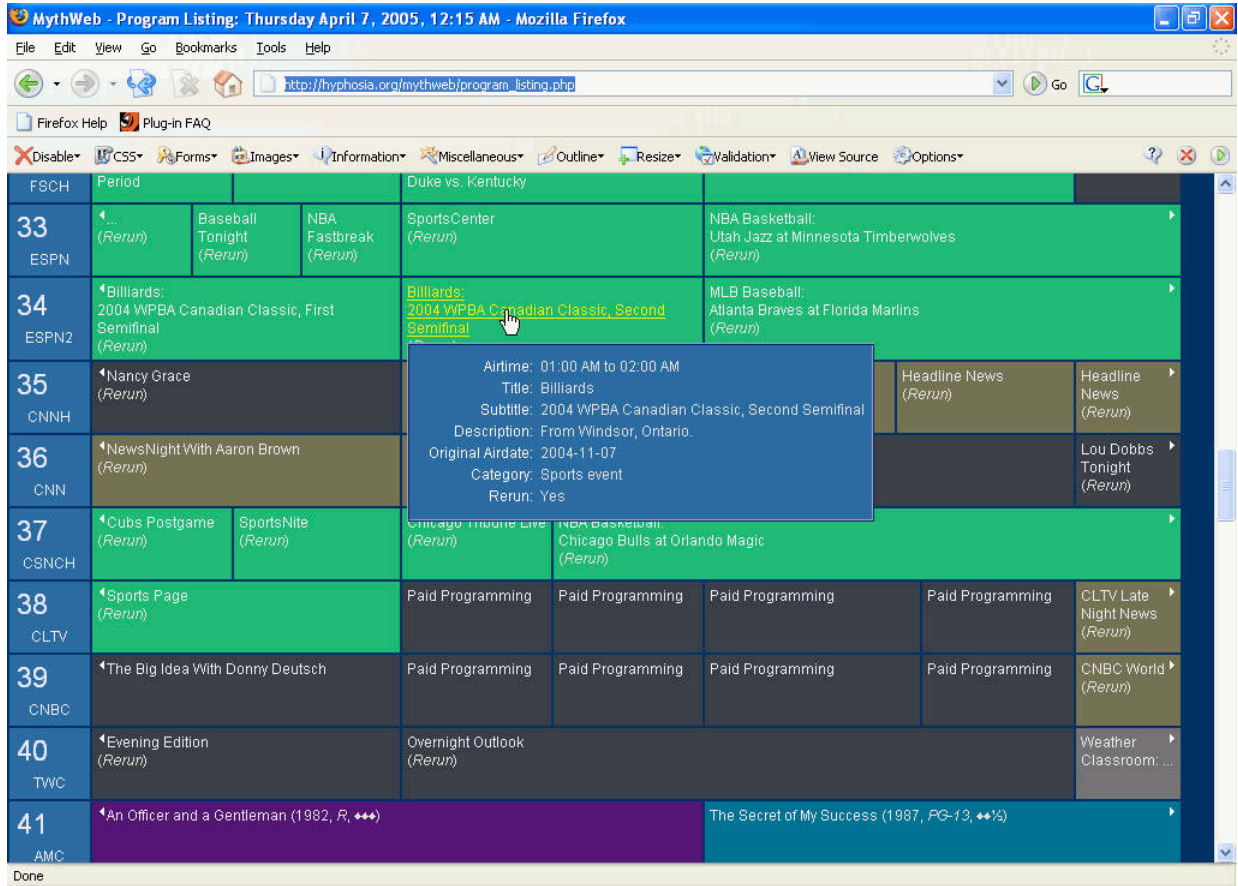 MythWeb - Program Listing: Thursday April 7, 2005, 12:15 AM - Mozilla Firefox
File Edit View Go Bookmarks Tools Help
http://hyphosia.org/mythweb/program_listing.php
Go
G
Firefox Help Plug-in FAQ
Disable CSS Forms Images Information Miscellaneous Outline Resize Validation View Source Options
FSCH
Period
Duke vs. Kentucky
33
ESPN
...
(Rerun)
Baseball
Tonight
(Rerun)
NBA
Fastbreak
(Rerun)
SportsCenter
(Rerun)
NBA Basketball:
Utah Jazz at Minnesota Timberwolves
(Rerun)
34
ESPN2
Billiards:
2004 WPBA Canadian Classic, First
Semifinal
(Rerun)
Billiards:
2004 WPBA Canadian Classic, Second
Semifinal
MLB Baseball:
Atlanta Braves at Florida Marlins
(Rerun)
Airtime: 01:00 AM to 02:00 AM
Title: Billiards
Subtitle: 2004 WPBA Canadian Classic, Second Semifinal
Description: From Windsor, Ontario.
Original Airdate: 2004-11-07
Category: Sports event
Rerun: Yes
35
CNNH
Nancy Grace
(Rerun)
Headline News
(Rerun)
Headline
News
(Rerun)
36
CNN
NewsNight With Aaron Brown
(Rerun)
Lou Dobbs
Tonight
(Rerun)
37
CSNCH
Cubs Postgame
(Rerun)
SportsNite
(Rerun)
Chicago Tribune Live
(Rerun)
NBA Basketball:
Chicago Bulls at Orlando Magic
(Rerun)
38
CLTV
Sports Page
(Rerun)
Paid Programming
Paid Programming
Paid Programming
Paid Programming
CLTV Late
Night News
(Rerun)
39
CNBC
The Big Idea With Donny Deutsch
Paid Programming
Paid Programming
Paid Programming
Paid Programming
CNBC World
(Rerun)
40
TWC
Evening Edition
(Rerun)
Overnight Outlook
(Rerun)
Weather
Classroom: ...
41
AMC
An Officer and a Gentleman (1982, R, ♦♦♦)
The Secret of My Success (1987, PG-13, ♦♦½)
Done